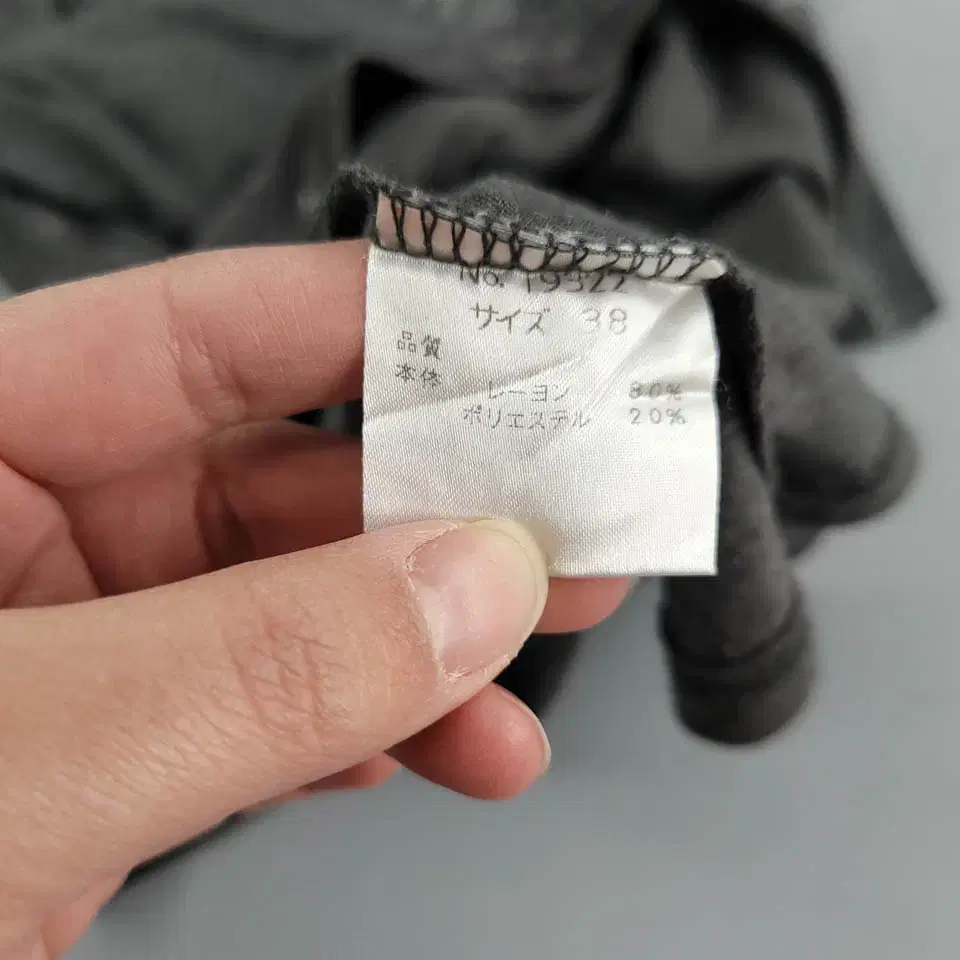 No. 19322
サイズ 38
品質
本体
レーヨン 80%
ポリエステル 20%